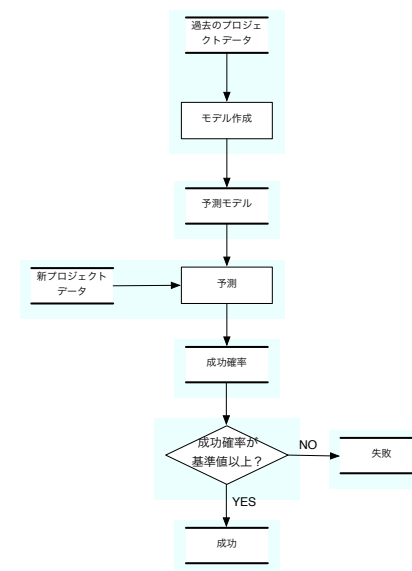 過去のプロジェ
クトデータ
モデル作成
予測モデル
新プロジェクト
データ
予測
成功確率
成功確率が
基準値以上？
NO
失敗
YES
成功